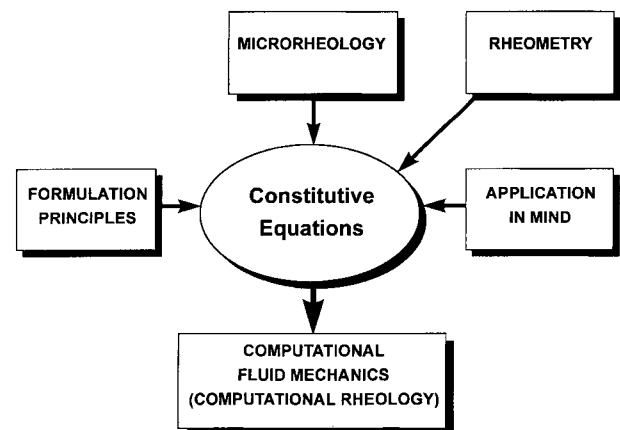 MICRORHEOLOGY
RHEOMETRY
FORMULATION
PRINCIPLES
Constitutive
Equations
APPLICATION
IN MIND
COMPUTATIONAL
FLUID MECHANICS
(COMPUTATIONAL RHEOLOGY)